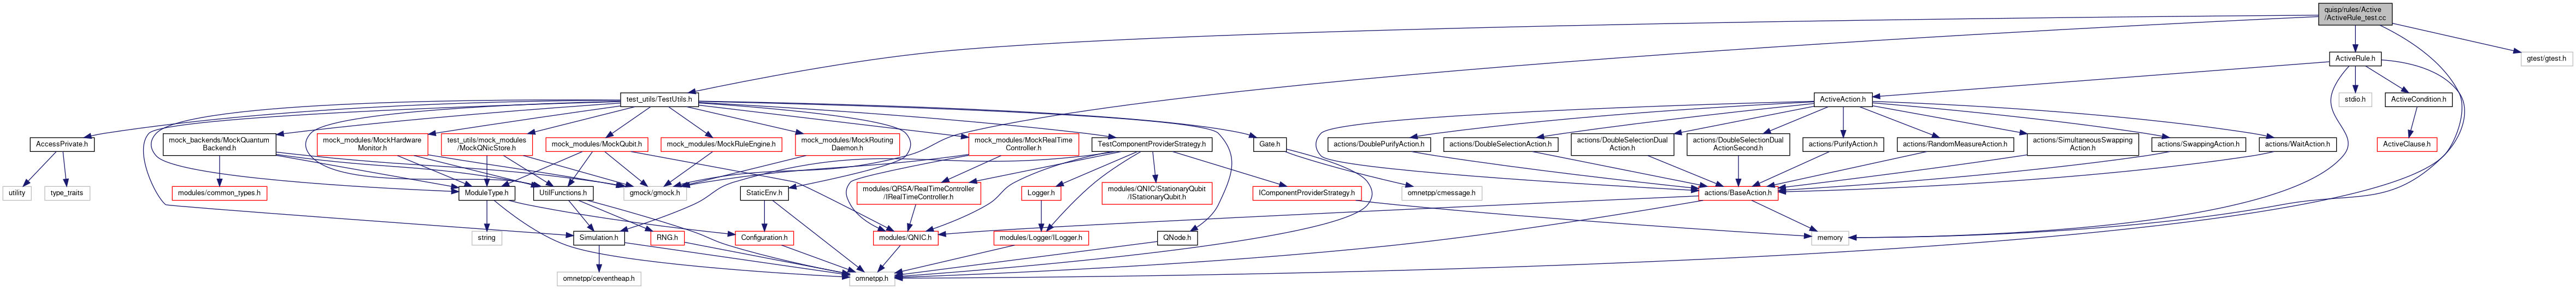 quisp/rules/Active
/ActiveRule_test.cc
ActiveRule.h
gtest/gtest.h
test_utils/TestUtils.h
ActiveAction.h
stdio.h
ActiveCondition.h
AccessPrivate.h
mock_backends/MockQuantum
Backend.h
mock_modules/MockHardware
Monitor.h
test_utils/mock_modules
/MockQNicStore.h
mock_modules/MockQubit.h
mock_modules/MockRuleEngine.h
mock_modules/MockRouting
Daemon.h
mock_modules/MockRealTime
Controller.h
TestComponentProviderStrategy.h
Gate.h
actions/DoublePurifyAction.h
actions/DoubleSelectionAction.h
actions/DoubleSelectionDual
Action.h
actions/DoubleSelectionDual
ActionSecond.h
actions/PurifyAction.h
actions/RandomMeasureAction.h
actions/SimultaneousSwapping
Action.h
actions/SwappingAction.h
actions/WaitAction.h
ActiveClause.h
utility
type_traits
modules/common_types.h
ModuleType.h
UtilFunctions.h
gmock/gmock.h
StaticEnv.h
modules/QRSA/RealTimeController
/IRealTimeController.h
Logger.h
modules/QNIC/StationaryQubit
/IStationaryQubit.h
IComponentProviderStrategy.h
omnetpp/cmessage.h
actions/BaseAction.h
string
Simulation.h
RNG.h
Configuration.h
modules/QNIC.h
modules/Logger/ILogger.h
QNode.h
memory
omnetpp/ceventheap.h
omnetpp.h